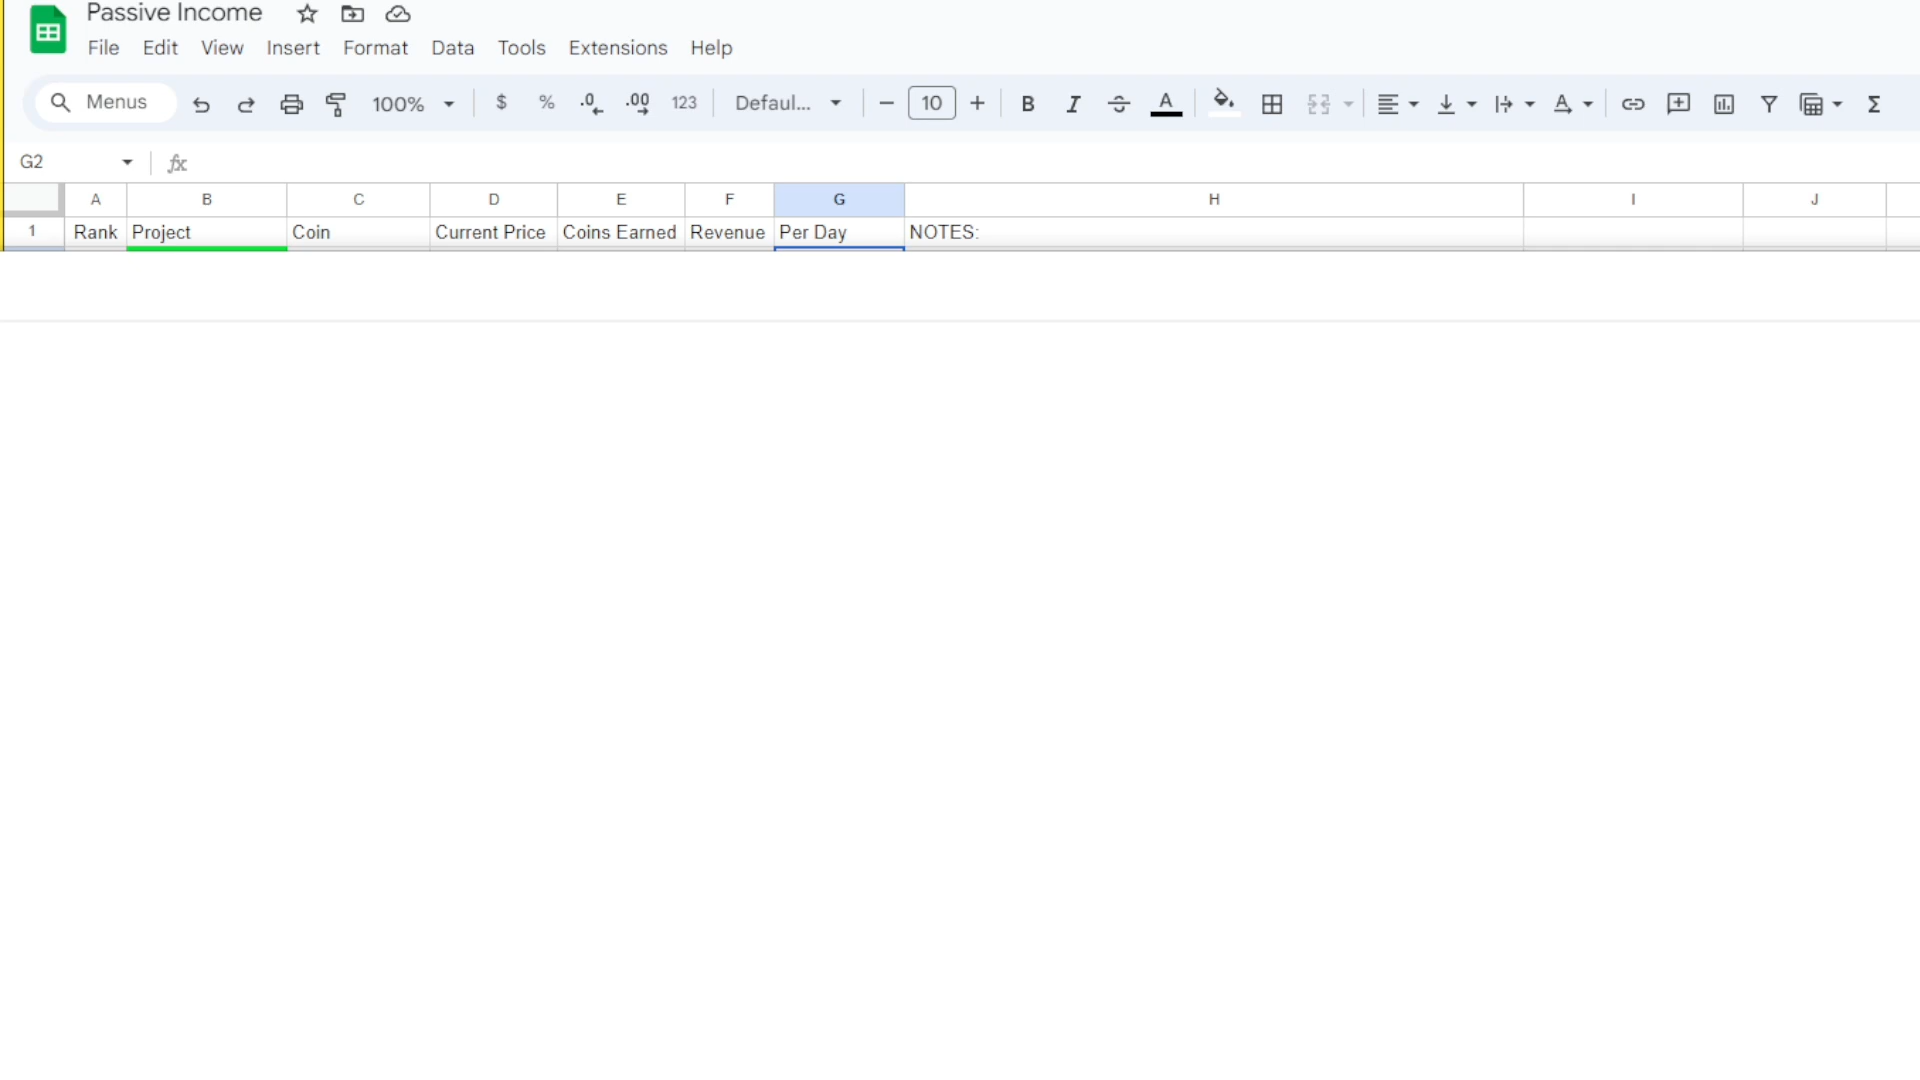 Passive Income
File Edit View Insert Format Data Tools Extensions Help
Menus 100% $ % .0 .00 123 Defaul... 10 B I A
G2 fx
A B C D E F G H I J
1 Rank Project Coin Current Price Coins Earned Revenue Per Day NOTES: